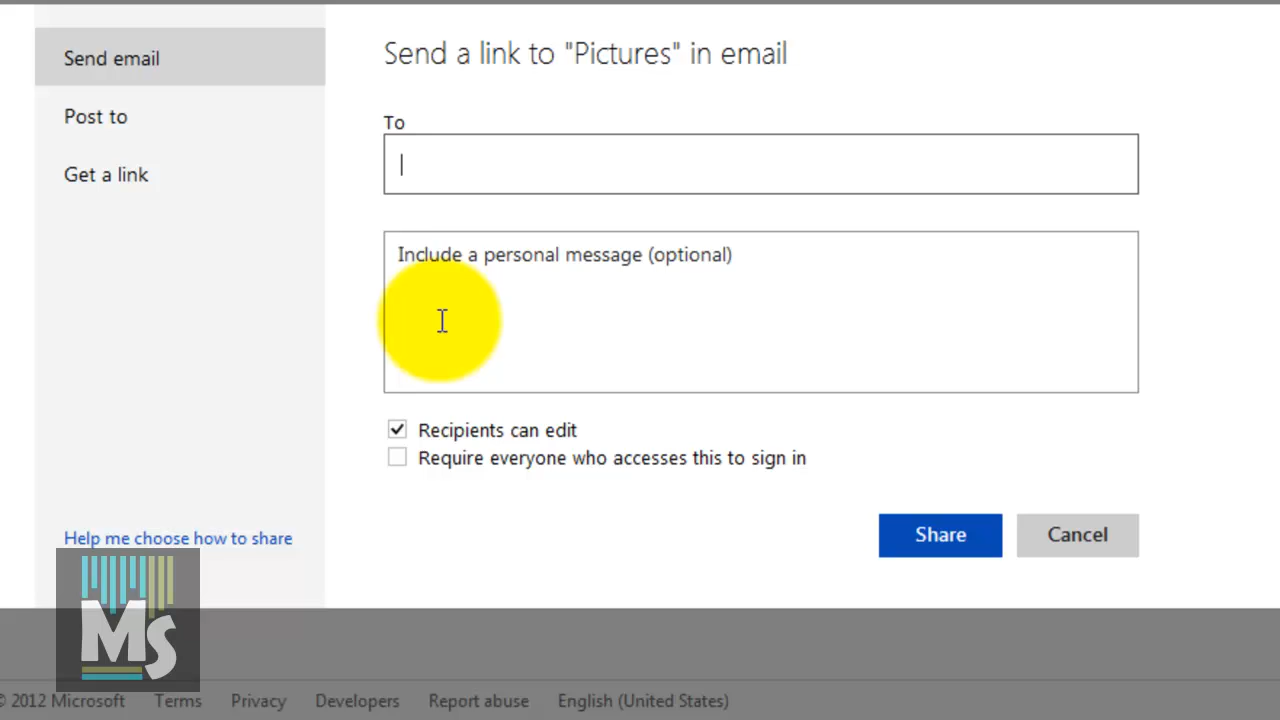 Send email
Post to
Get a link
Send a link to "Pictures" in email
To
Include a personal message (optional)
Recipients can edit
Require everyone who accesses this to sign in
Share
Cancel
Help me choose how to share
MS
© 2012 Microsoft Terms Privacy Developers Report abuse English (United States)